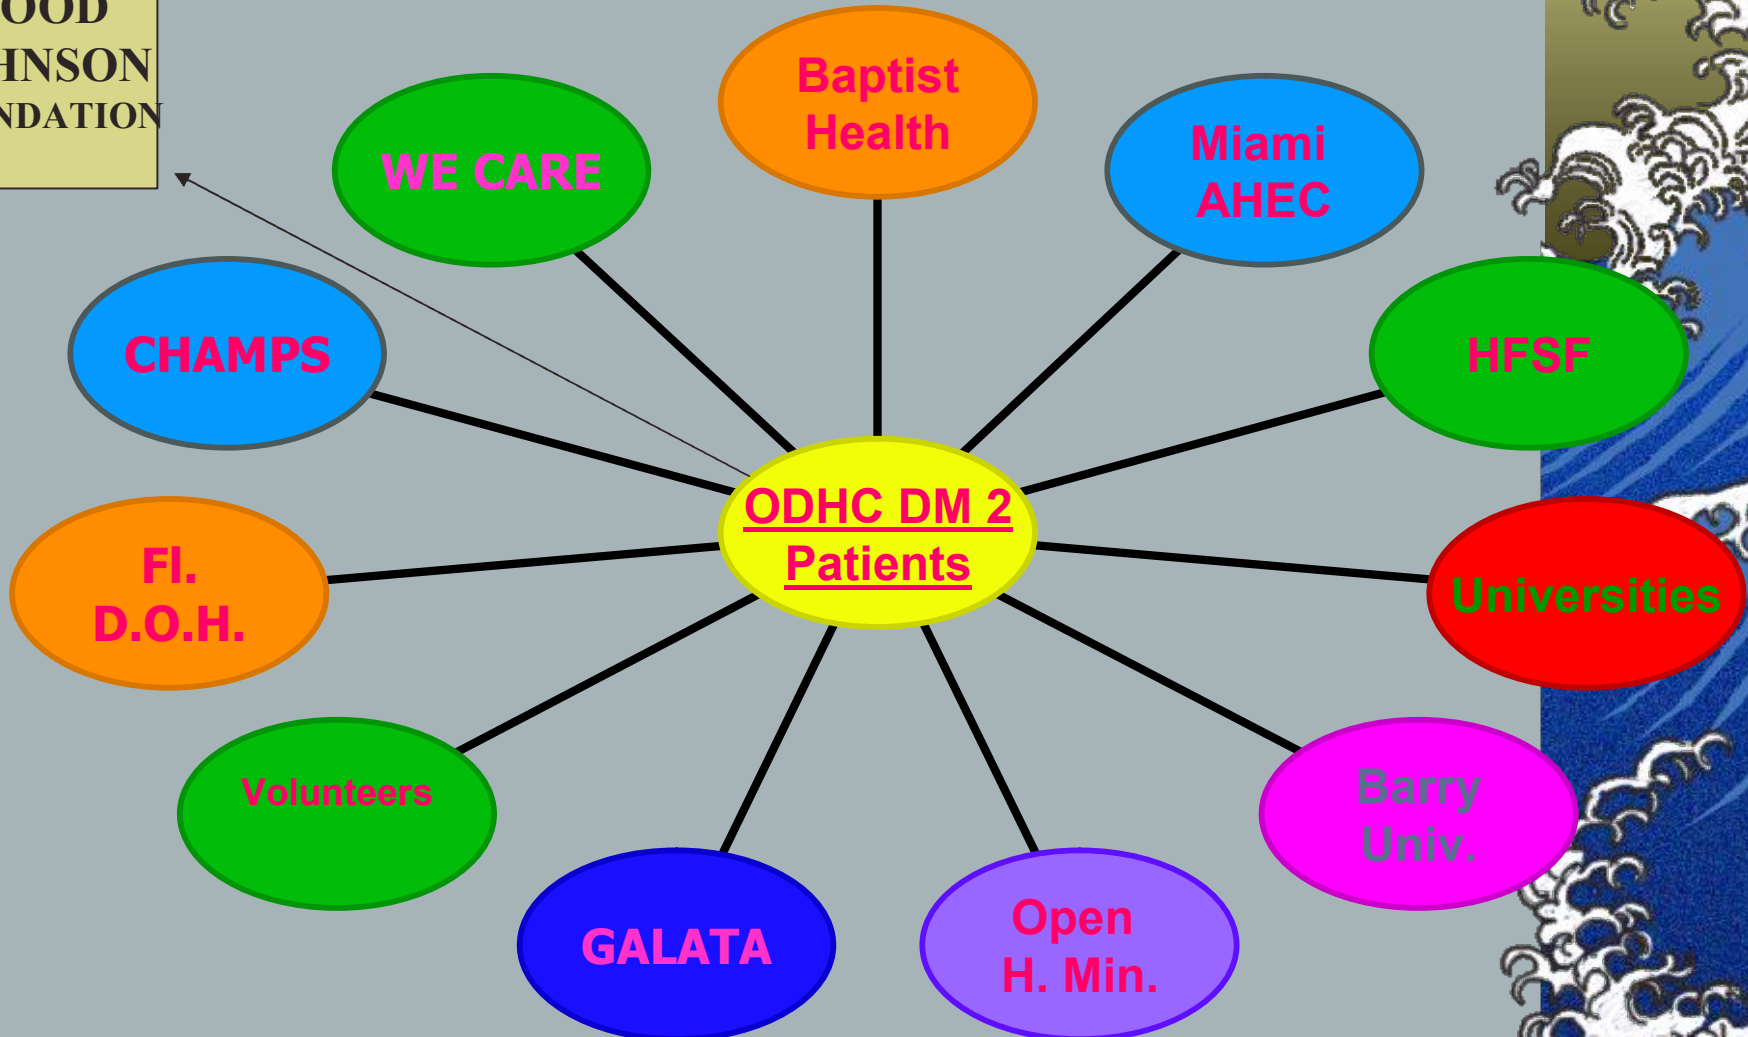 OOD
HNSON
NDATION
Baptist
Health
WE CARE
Miami
AHEC
CHAMPS
HFSF
ODHC DM 2
Patients
Fl.
D.O.H.
Universities
Volunteers
Barry
Univ.
GALATA
Open
H. Min.